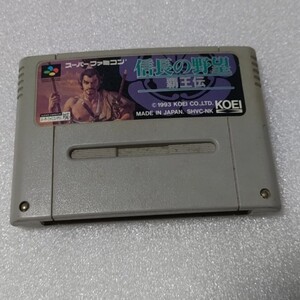 スーパーファミコン
信長の野望
覇王伝
© 1993 KOEI CO.,LTD.
MADE IN JAPAN, SHVC-NK
KOEI